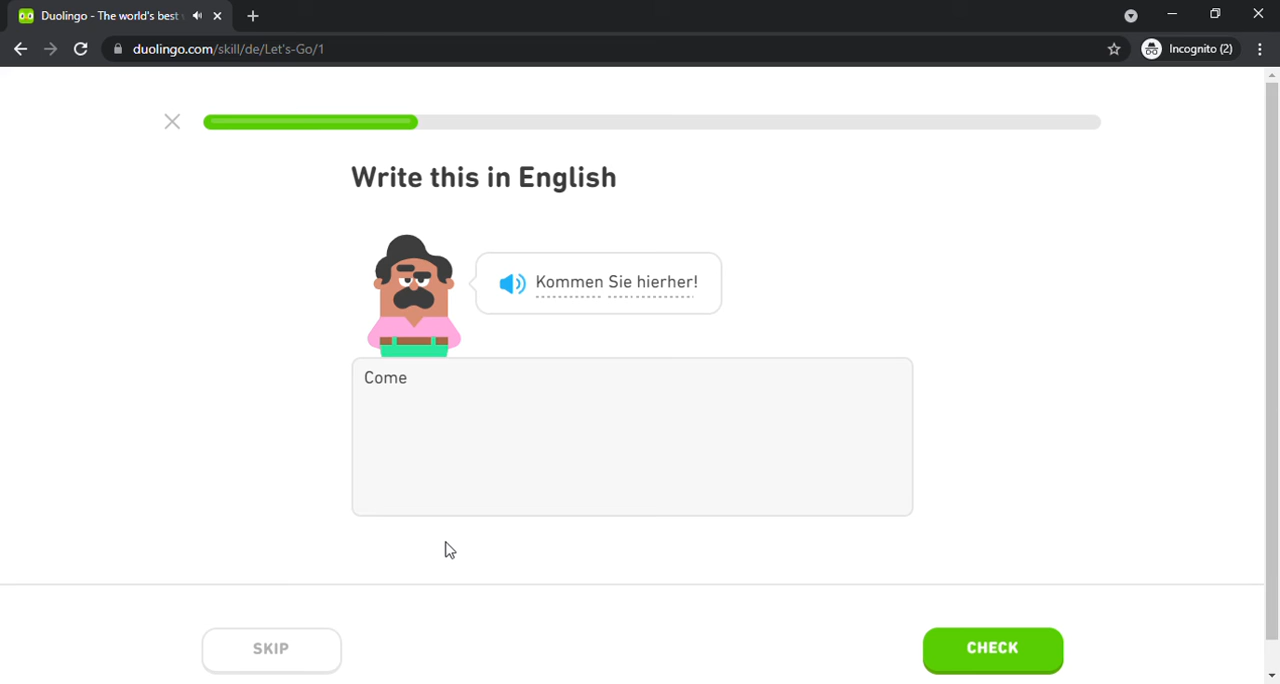 Duolingo - The world's best
duolingo.com/skill/de/Let's-Go/1
Incognito (2)
Write this in English
Kommen Sie hierher!
Come
SKIP
CHECK